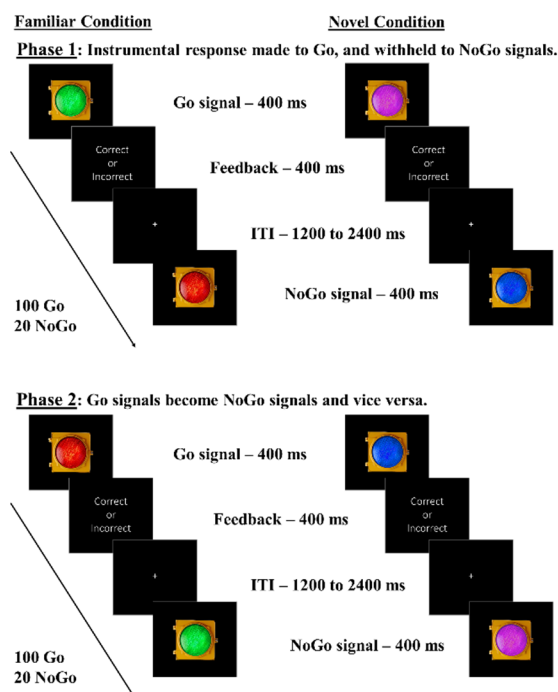 Familiar Condition
Novel Condition
Phase 1: Instrumental response made to Go, and withheld to NoGo signals.
Go signal – 400 ms
Correct
or
Incorrect
Feedback – 400 ms
Correct
or
Incorrect
+
ITI – 1200 to 2400 ms
+
NoGo signal – 400 ms
100 Go
20 NoGo
Phase 2: Go signals become NoGo signals and vice versa.
Go signal – 400 ms
Correct
or
Incorrect
Feedback – 400 ms
Correct
or
Incorrect
+
ITI – 1200 to 2400 ms
+
NoGo signal – 400 ms
100 Go
20 NoGo